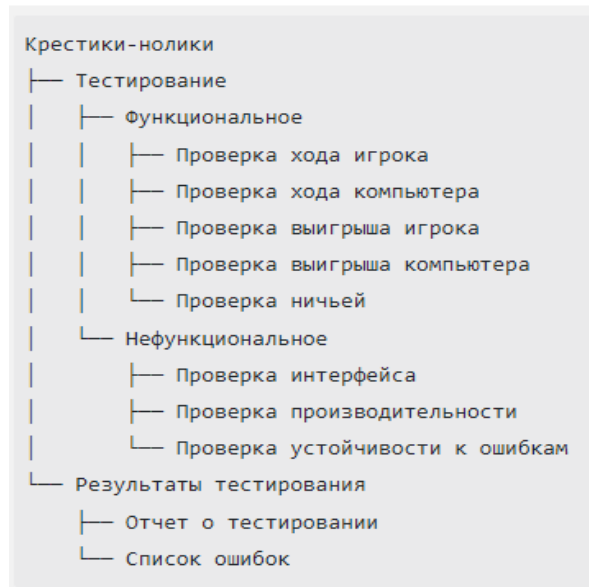 Крестики-нолики
├── Тестирование
│   ├── Функциональное
│   │   ├── Проверка хода игрока
│   │   ├── Проверка хода компьютера
│   │   ├── Проверка выигрыша игрока
│   │   ├── Проверка выигрыша компьютера
│   │   └── Проверка ничьей
│   └── Нефункциональное
│       ├── Проверка интерфейса
│       ├── Проверка производительности
│       └── Проверка устойчивости к ошибкам
└── Результаты тестирования
    ├── Отчет о тестировании
    └── Список ошибок